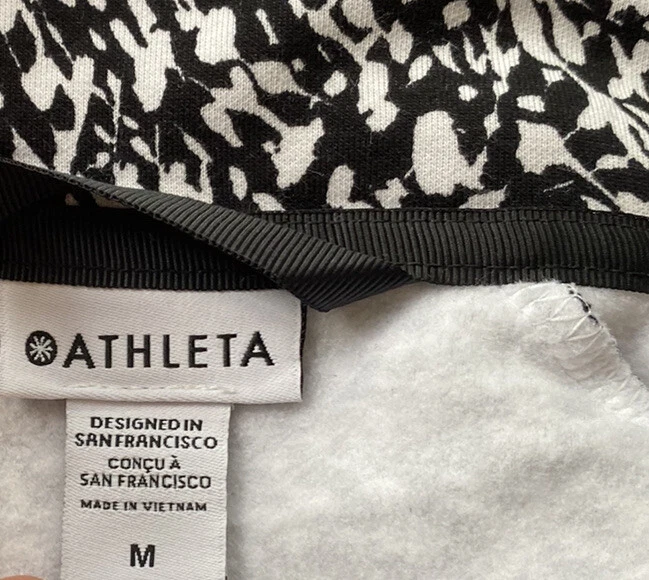 ATHLETA
DESIGNED IN
SAN FRANCISCO
CONÇU À
SAN FRANCISCO
MADE IN VIETNAM
M